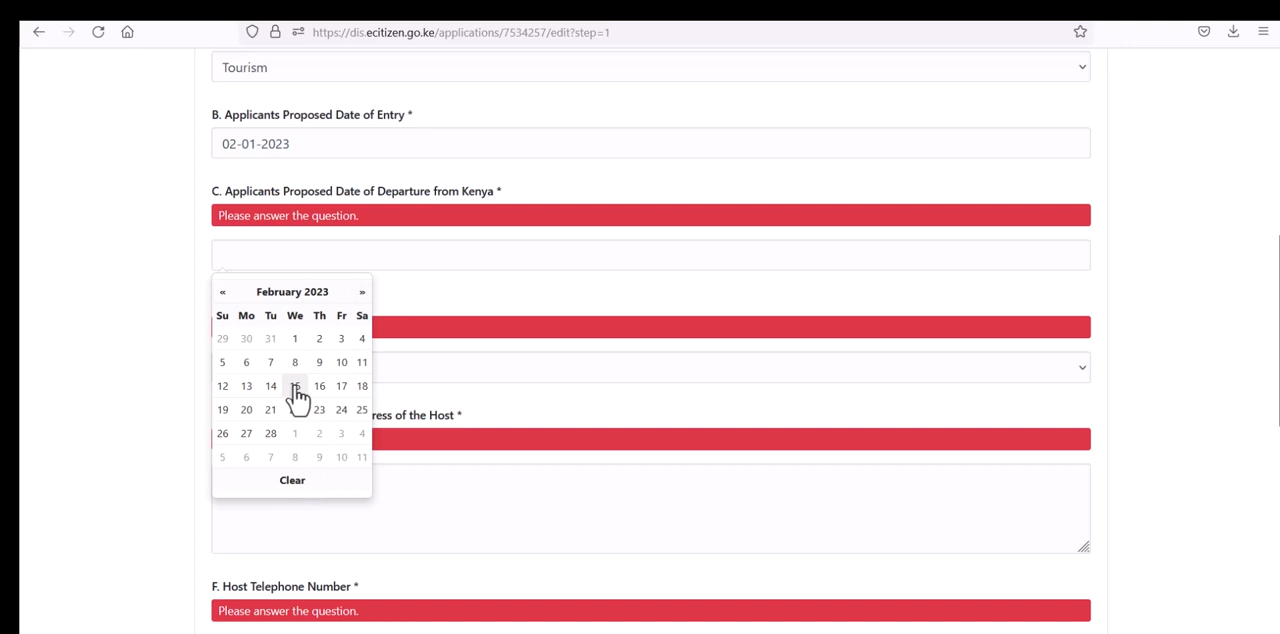 https://dis.ecitizen.go.ke/applications/7534257/edit?step=1
Tourism
B. Applicants Proposed Date of Entry *
02-01-2023
C. Applicants Proposed Date of Departure from Kenya *
Please answer the question.
« February 2023 »
Su Mo Tu We Th Fr Sa
29 30 31 1 2 3 4
5 6 7 8 9 10 11
12 13 14 15 16 17 18
19 20 21 23 24 25
26 27 28 1 2 3 4
5 6 7 8 9 10 11
Clear
of the Host *
F. Host Telephone Number *
Please answer the question.